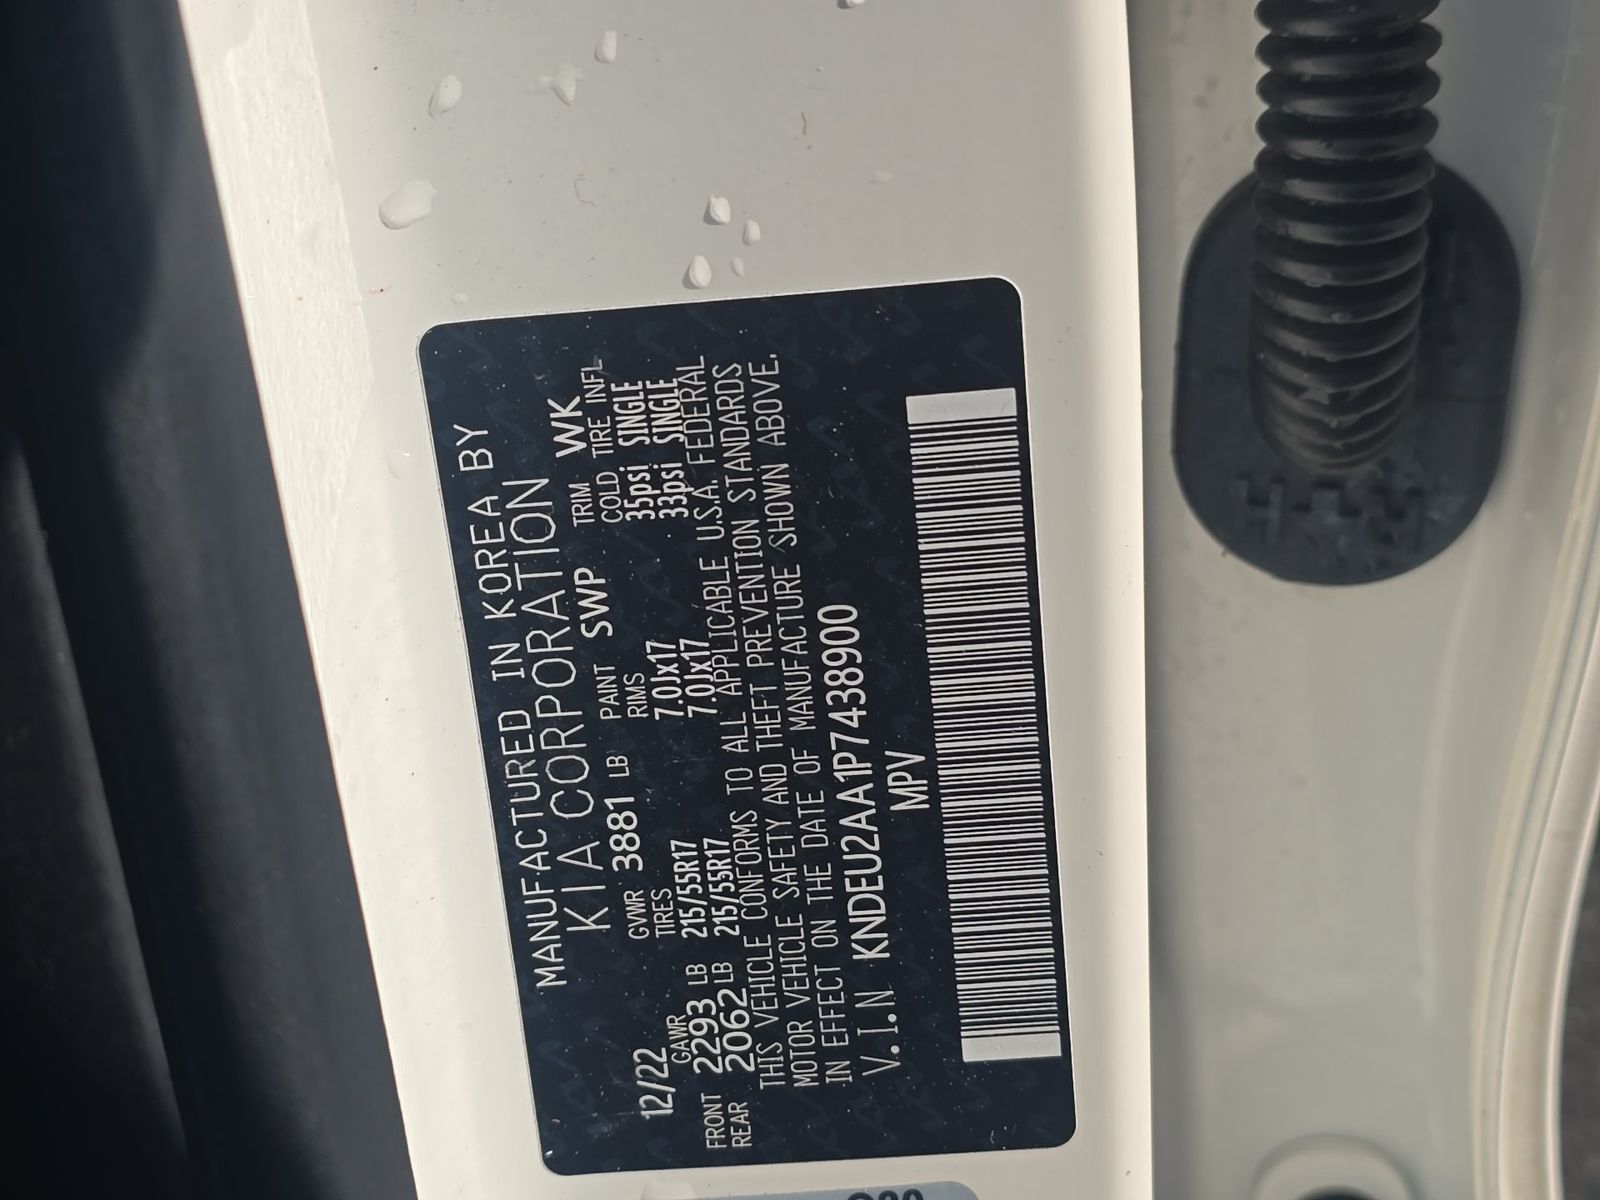 MANUFACTURED IN KOREA BY
KIA CORPORATION
12/22 GVWR 3881 LB PAINT SWP TRIM WK
GAWR TIRES RIMS COLD TIRE INFL
FRONT 2293 LB 215/55R17 7.0Jx17 35psi SINGLE
REAR 2062 LB 215/55R17 7.0Jx17 33psi SINGLE
THIS VEHICLE CONFORMS TO ALL APPLICABLE U.S.A. FEDERAL
MOTOR VEHICLE SAFETY AND THEFT PREVENTION STANDARDS
IN EFFECT ON THE DATE OF MANUFACTURE SHOWN ABOVE.
V.I.N KNDEU2AA1P7438900
MPV